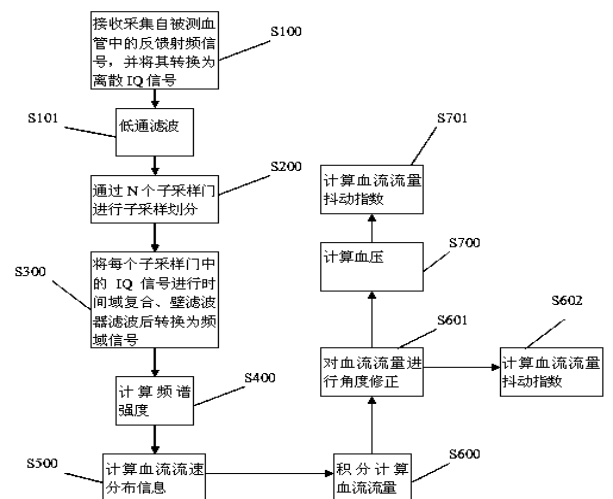 接收采集自被测血
管中的反馈射频信
号，并将其转换为
离散IQ信号
S100
S101
低通滤波
S200
通过N个子采样门
进行子采样划分
S300
将每个子采样门中
的IQ信号进行时
间域复合、壁滤波
器滤波后转换为频
域信号
计算频谱
强度
S400
S500
计算血流流速
分布信息
积分计算
血流流量
S600
对血流流量进
行角度修正
S601
S602
计算血流流量
抖动指数
计算血压
S700
S701
计算血流流量
抖动指数